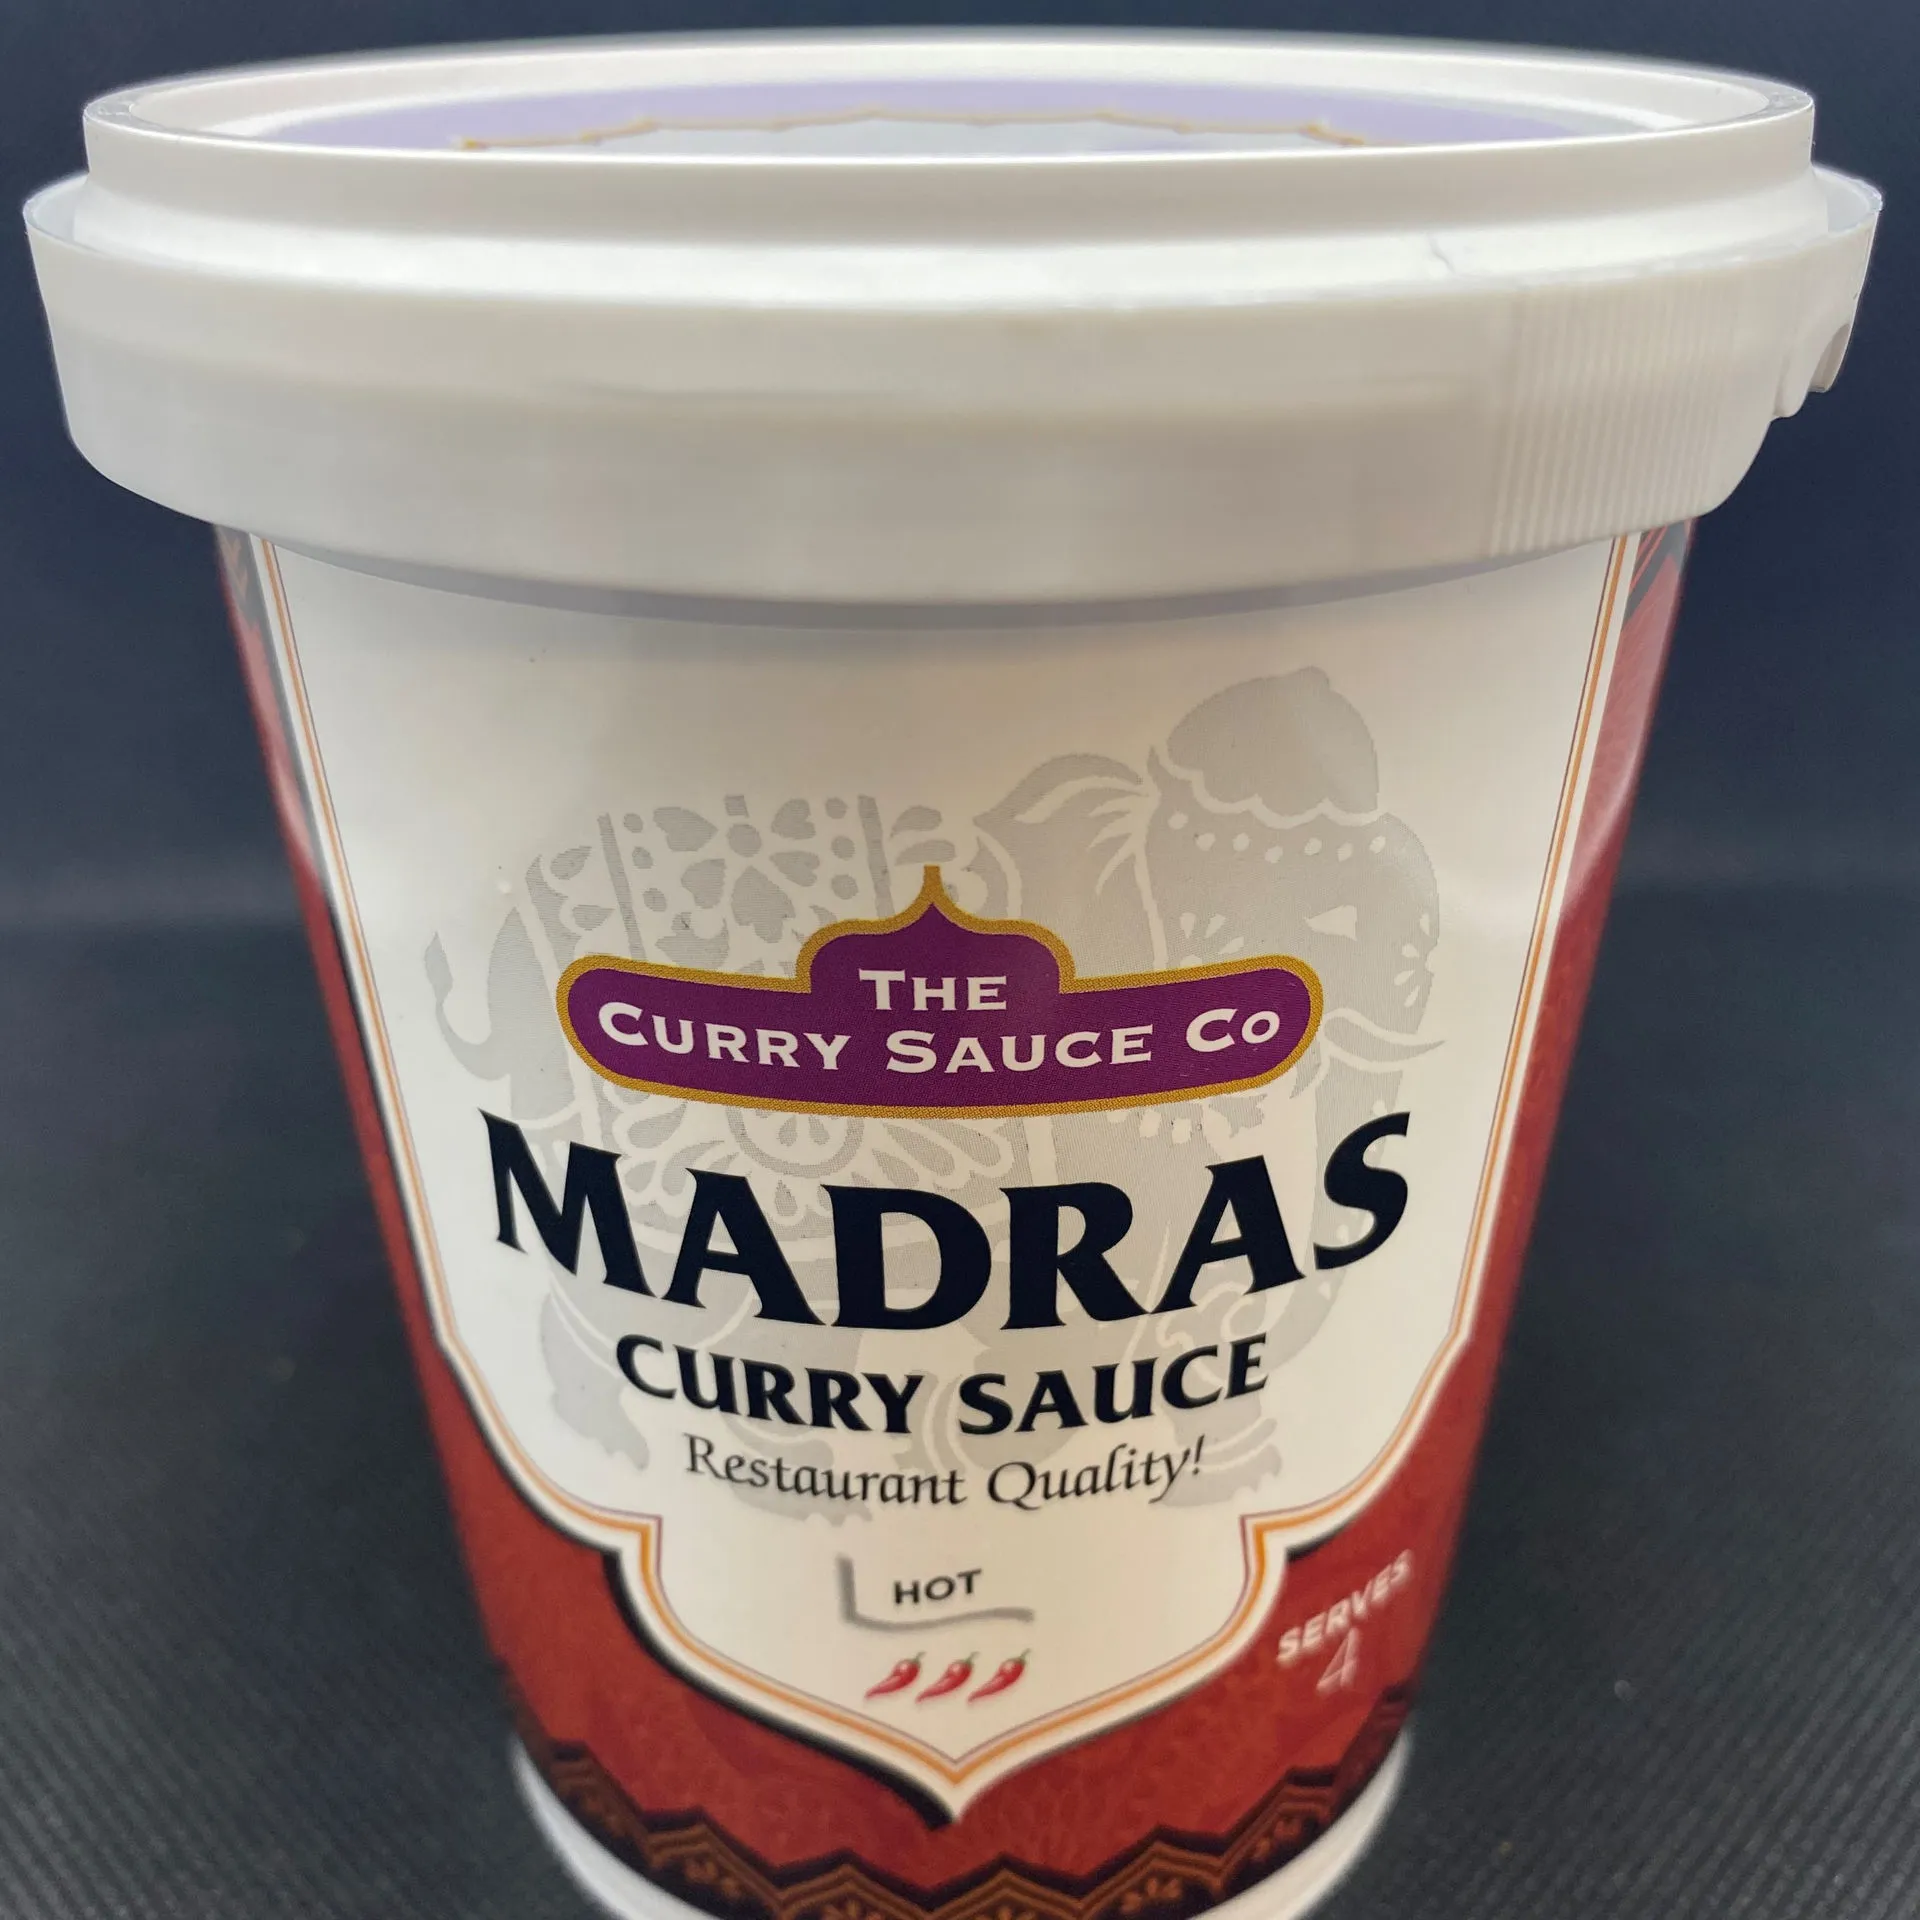 THE
CURRY SAUCE CO
MADRAS
CURRY SAUCE
Restaurant Quality!
HOT
SERVES
4